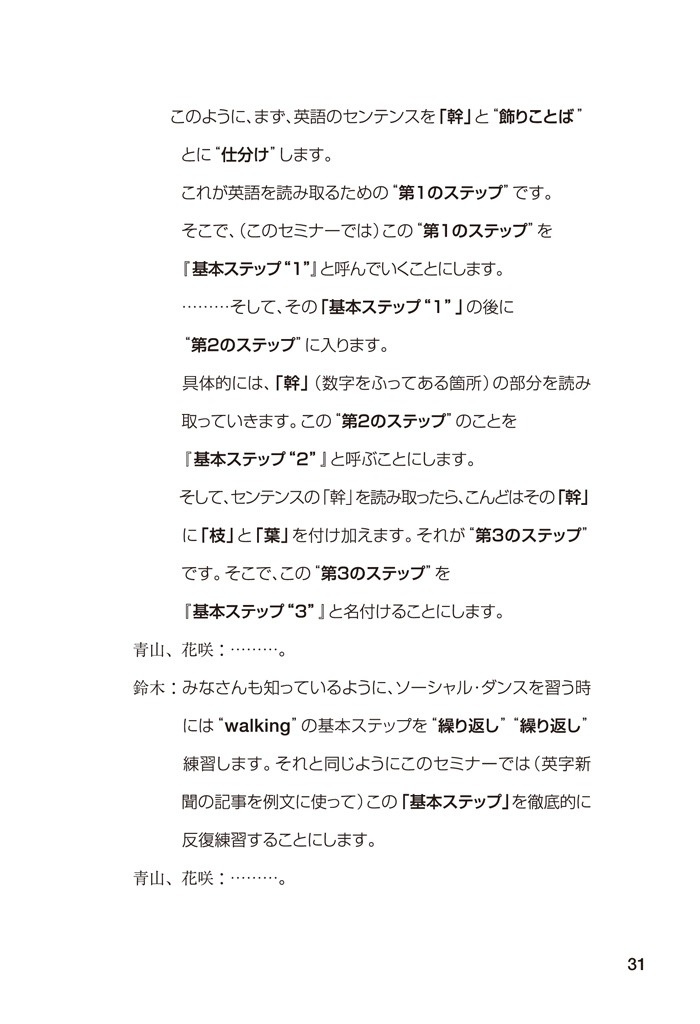 このように、まず、英語のセンテンスを「幹」と“飾りことば”
とに“仕分け”します。
これが英語を読み取るための“第1のステップ”です。
そこで、（このセミナーでは）この“第1のステップ”を
『基本ステップ“1”』と呼んでいくことにします。
………そして、その「基本ステップ“1”」の後に
“第2のステップ”に入ります。
具体的には、「幹」（数字をふってある箇所）の部分を読み
取っていきます。この“第2のステップ”のことを
『基本ステップ“2”』と呼ぶことにします。
そして、センテンスの「幹」を読み取ったら、こんどはその「幹」
に「枝」と「葉」を付け加えます。それが“第3のステップ”
です。そこで、この“第3のステップ”を
『基本ステップ“3”』と名付けることにします。
青山、花咲：………。
鈴木：みなさんも知っているように、ソーシャル・ダンスを習う時
には“walking”の基本ステップを“繰り返し”“繰り返し”
練習します。それと同じようにこのセミナーでは（英字新
聞の記事を例文に使って）この「基本ステップ」を徹底的に
反復練習することにします。
青山、花咲：………。
31